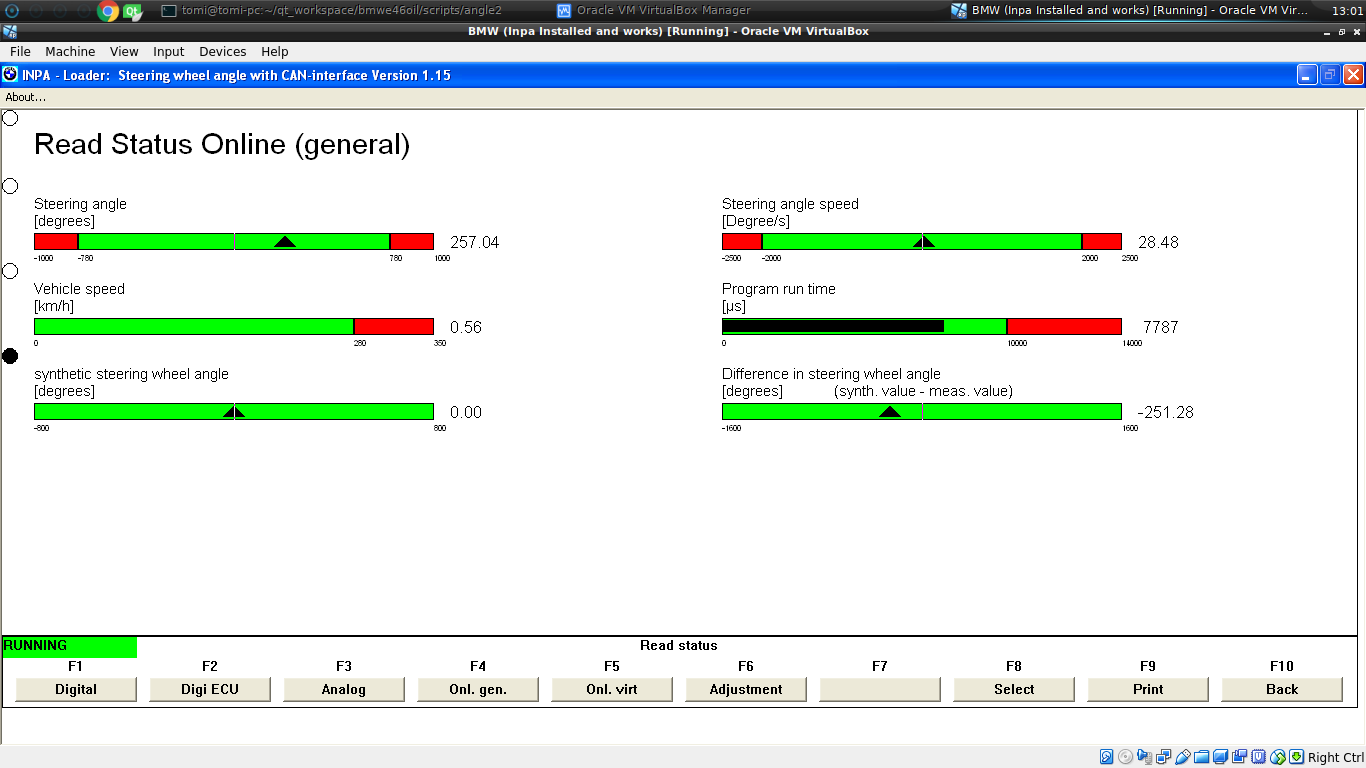 tomi@tomi-pc:~/qt_workspace/bmwe46oil/scripts/angle2
Oracle VM VirtualBox Manager
BMW (Inpa Installed and works) [Running] - Oracle VM Vir...
13:01
BMW (Inpa Installed and works) [Running] - Oracle VM VirtualBox
File Machine View Input Devices Help
INPA - Loader: Steering wheel angle with CAN-interface Version 1.15
About...
Read Status Online (general)
Steering angle
[degrees]
257.04
-1000 -780 780 1000
Steering angle speed
[Degree/s]
28.48
-2500 -2000 2000 2500
Vehicle speed
[km/h]
0.56
0 280 350
Program run time
[µs]
7787
0 10000 14000
synthetic steering wheel angle
[degrees]
0.00
-800 800
Difference in steering wheel angle
[degrees] (synth. value - meas. value)
-251.28
-1600 1600
RUNNING
Read status
F1 F2 F3 F4 F5 F6 F7 F8 F9 F10
Digital Digi ECU Analog Onl. gen. Onl. virt Adjustment Select Print Back
Right Ctrl